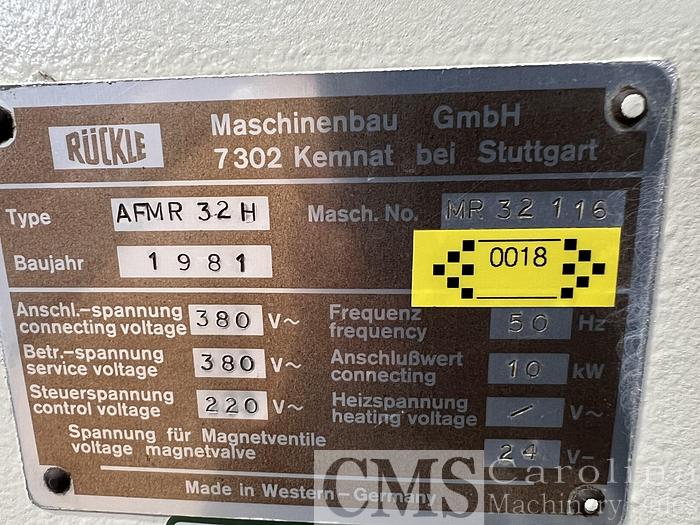 RÜCKLE
Maschinenbau GmbH
7302 Kemnat bei Stuttgart
Type AFMR 32 H Masch. No. MR 32 116
Baujahr 1981
0018
Anschl.-spannung
connecting voltage 380 V~
Frequenz
frequency 50 Hz
Betr.-spannung
service voltage 380 V~
Anschlußwert
connecting 10 kW
Steuerspannung
control voltage 220 V~
Heizspannung
heating voltage / V~
Spannung für Magnetventile
voltage magnetvalve 24 V-
Made in Western-Germany
CMS Carolina
Machinery